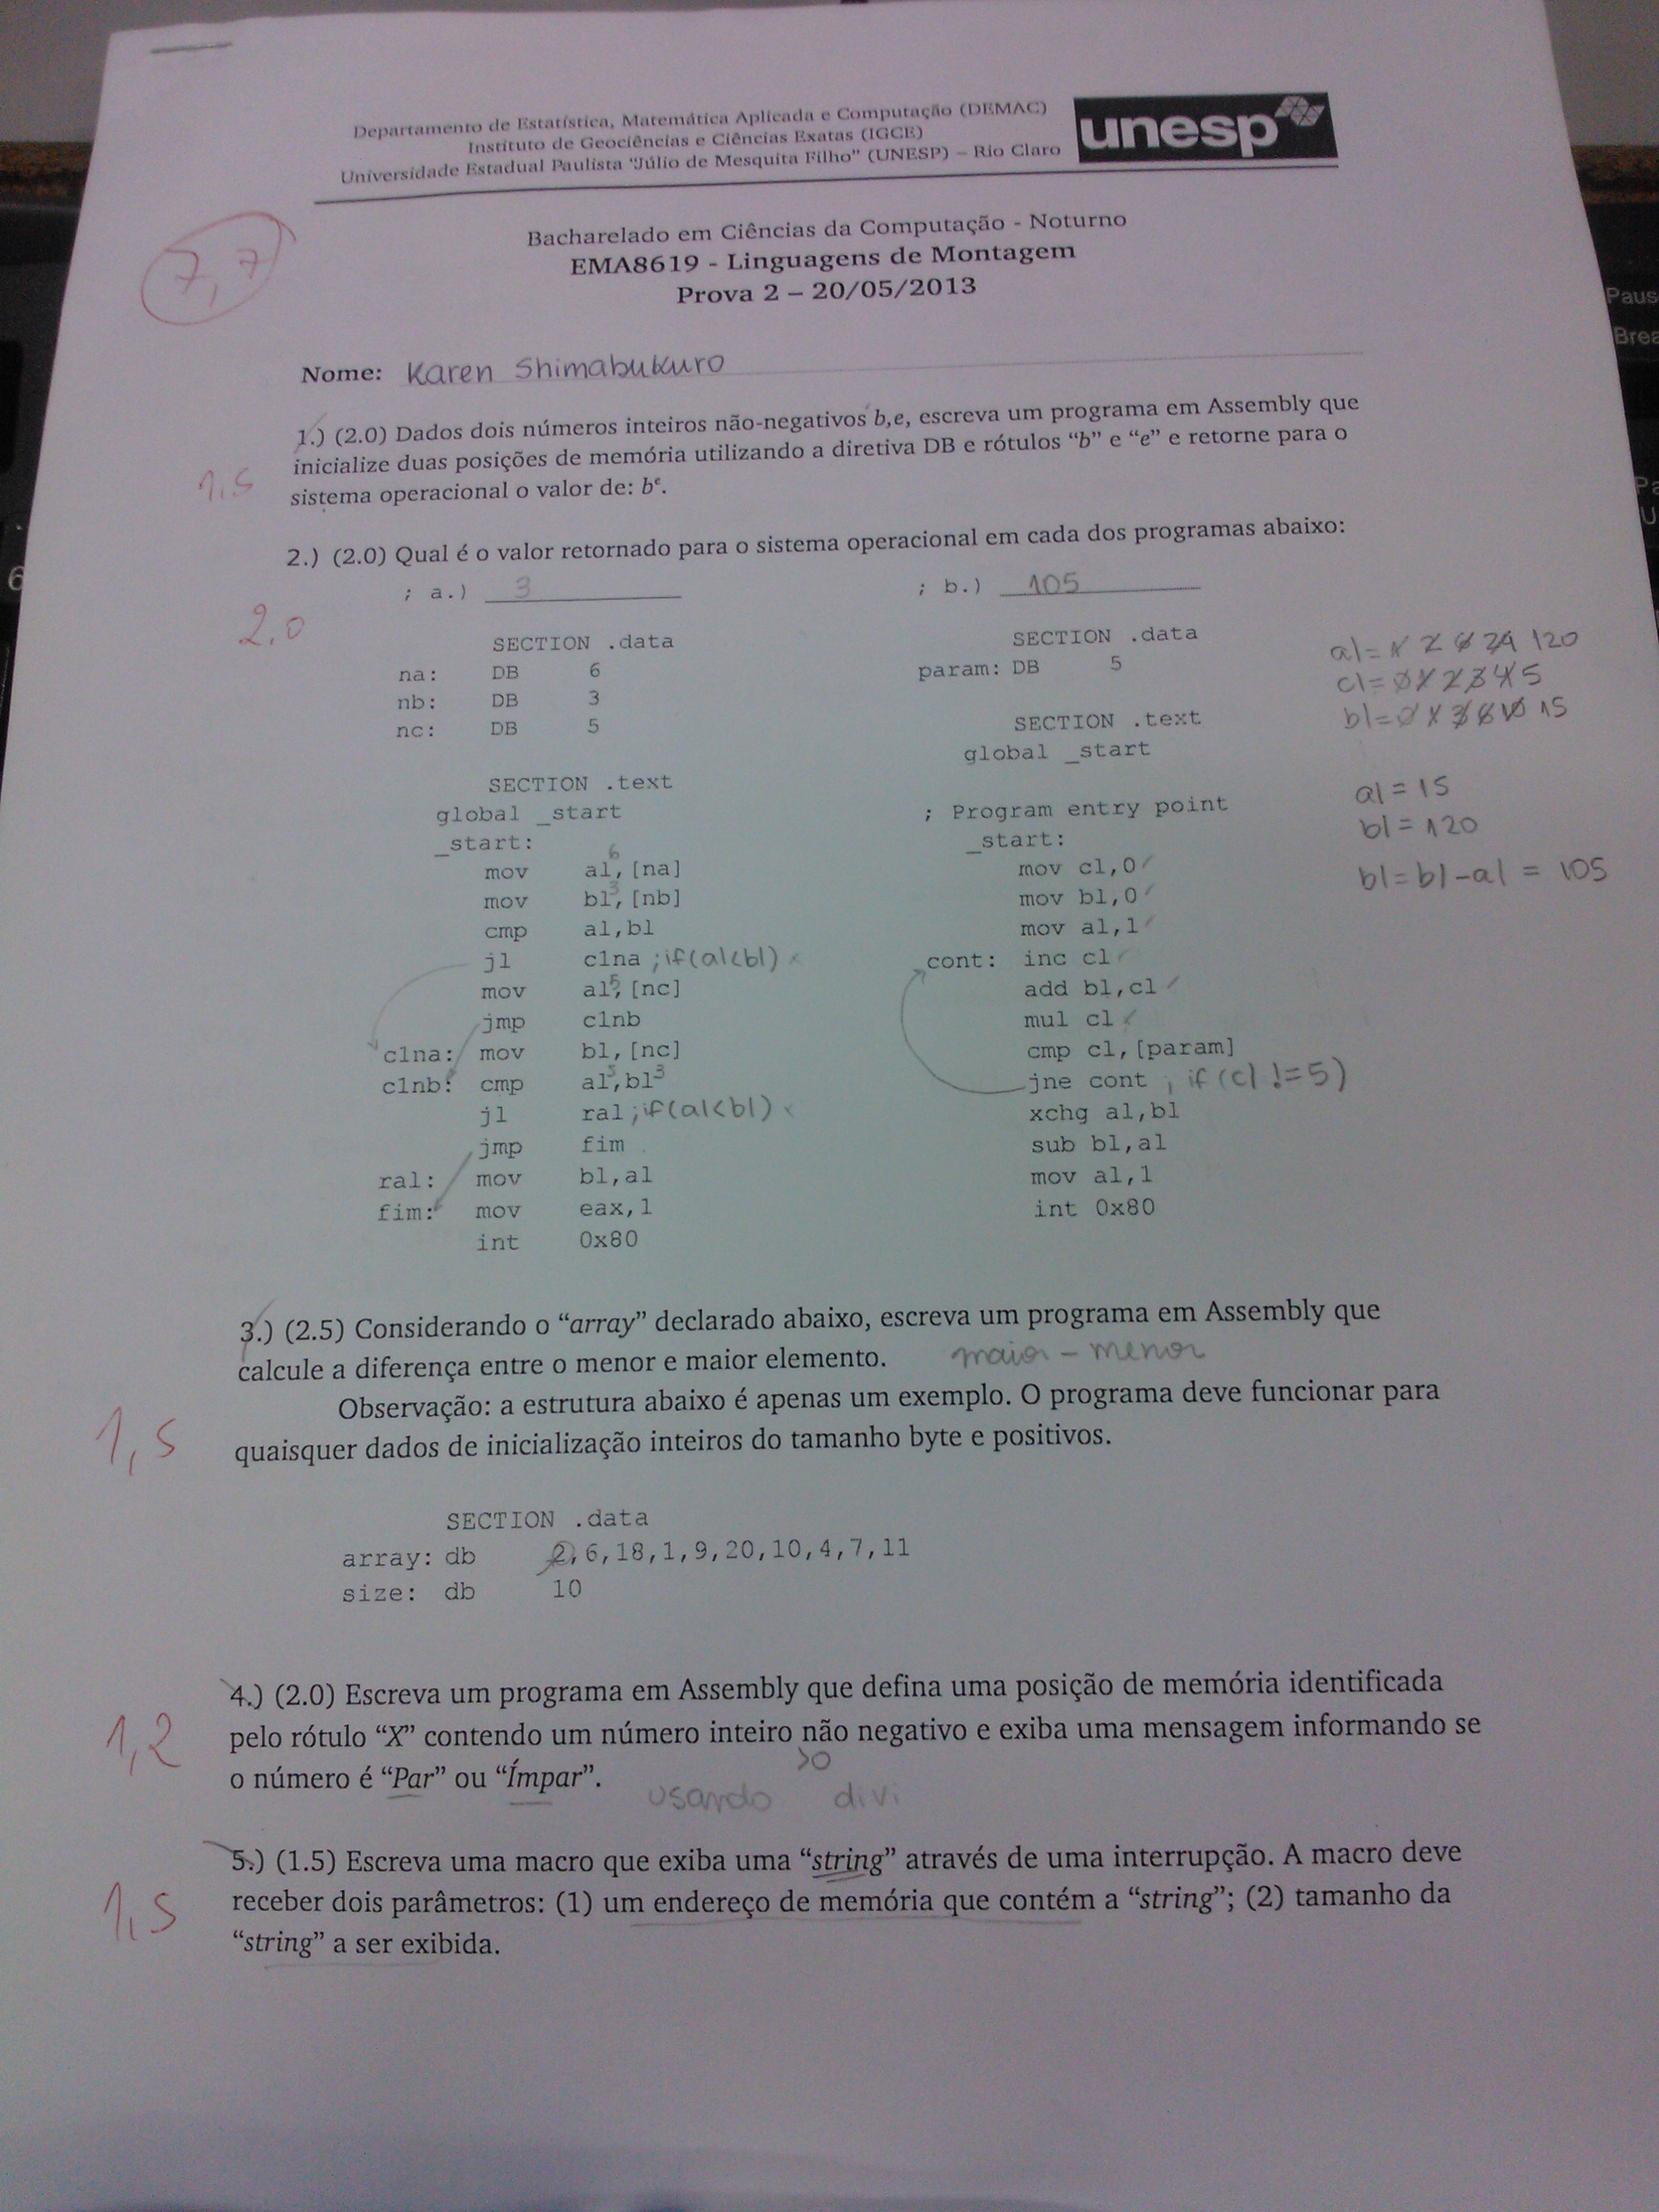 Departamento de Estatística, Matemática Aplicada e Computação (DEMAC)
Instituto de Geociências e Ciências Exatas (IGCE)
Universidade Estadual Paulista "Júlio de Mesquita Filho" (UNESP) – Rio Claro
unesp
7,7
Bacharelado em Ciências da Computação - Noturno
EMA8619 - Linguagens de Montagem
Prova 2 – 20/05/2013
Nome: Karen Shimabukuro
1.) (2.0) Dados dois números inteiros não-negativos b,e, escreva um programa em Assembly que
inicialize duas posições de memória utilizando a diretiva DB e rótulos "b" e "e" e retorne para o
sistema operacional o valor de: bᵉ.
1,5
2.) (2.0) Qual é o valor retornado para o sistema operacional em cada dos programas abaixo:
2.0
; a.) 3
SECTION .data
na: DB 6
nb: DB 3
nc: DB 5
SECTION .text
global _start
_start:
6
mov al,[na]
3
mov bl,[nb]
cmp al,bl
jl c1na ;if(al<bl) x
5
mov al,[nc]
jmp c1nb
c1na: mov bl,[nc]
5 3
c1nb: cmp al,bl
jl ral ;if(al<bl) x
jmp fim
ral: mov bl,al
fim: mov eax,1
int 0x80
; b.) 105
SECTION .data
param: DB 5
SECTION .text
global _start
; Program entry point
_start:
mov cl,0
mov bl,0
mov al,1
cont: inc cl
add bl,cl
mul cl
cmp cl,[param]
jne cont ; if(cl!=5)
xchg al,bl
sub bl,al
mov al,1
int 0x80
al= 1 2 6 24 120
cl= 0 1 2 3 4 5
bl= 0 1 3 6 10 15
al = 15
bl = 120
bl = bl-al = 105
3.) (2.5) Considerando o "array" declarado abaixo, escreva um programa em Assembly que
calcule a diferença entre o menor e maior elemento. maior - menor
Observação: a estrutura abaixo é apenas um exemplo. O programa deve funcionar para
quaisquer dados de inicialização inteiros do tamanho byte e positivos.
1,5
SECTION .data
array: db 2,6,18,1,9,20,10,4,7,11
size: db 10
4.) (2.0) Escreva um programa em Assembly que defina uma posição de memória identificada
pelo rótulo "X" contendo um número inteiro não negativo e exiba uma mensagem informando se
1,2
>0
o número é "Par" ou "Ímpar".
usando divi
5.) (1.5) Escreva uma macro que exiba uma "string" através de uma interrupção. A macro deve
receber dois parâmetros: (1) um endereço de memória que contém a "string"; (2) tamanho da
"string" a ser exibida.
1,5
Paus
Brea
6